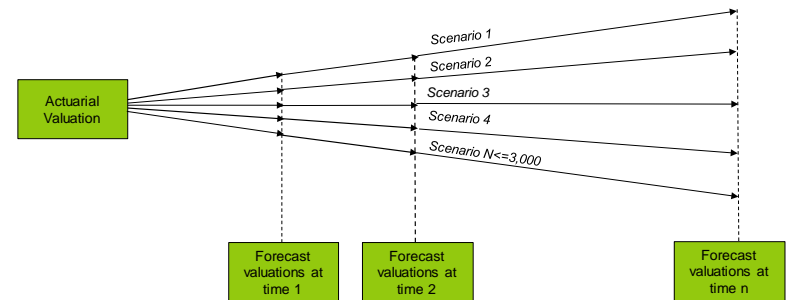 Scenario 1
Scenario 2
Scenario 3
Scenario 4
Scenario N<=3,000
Actuarial
Valuation
Forecast
valuations at
time 1
Forecast
valuations at
time 2
Forecast
valuations at
time n